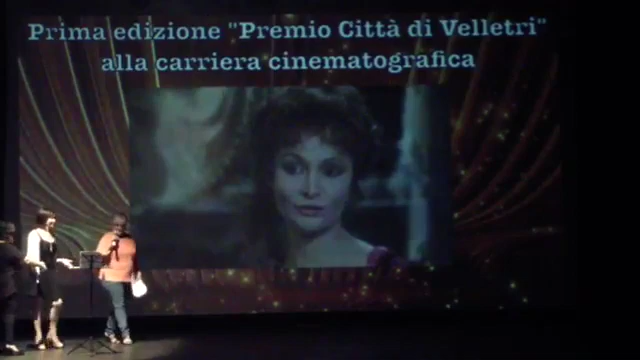 Prima edizione "Premio Città di Velletri"
alla carriera cinematografica